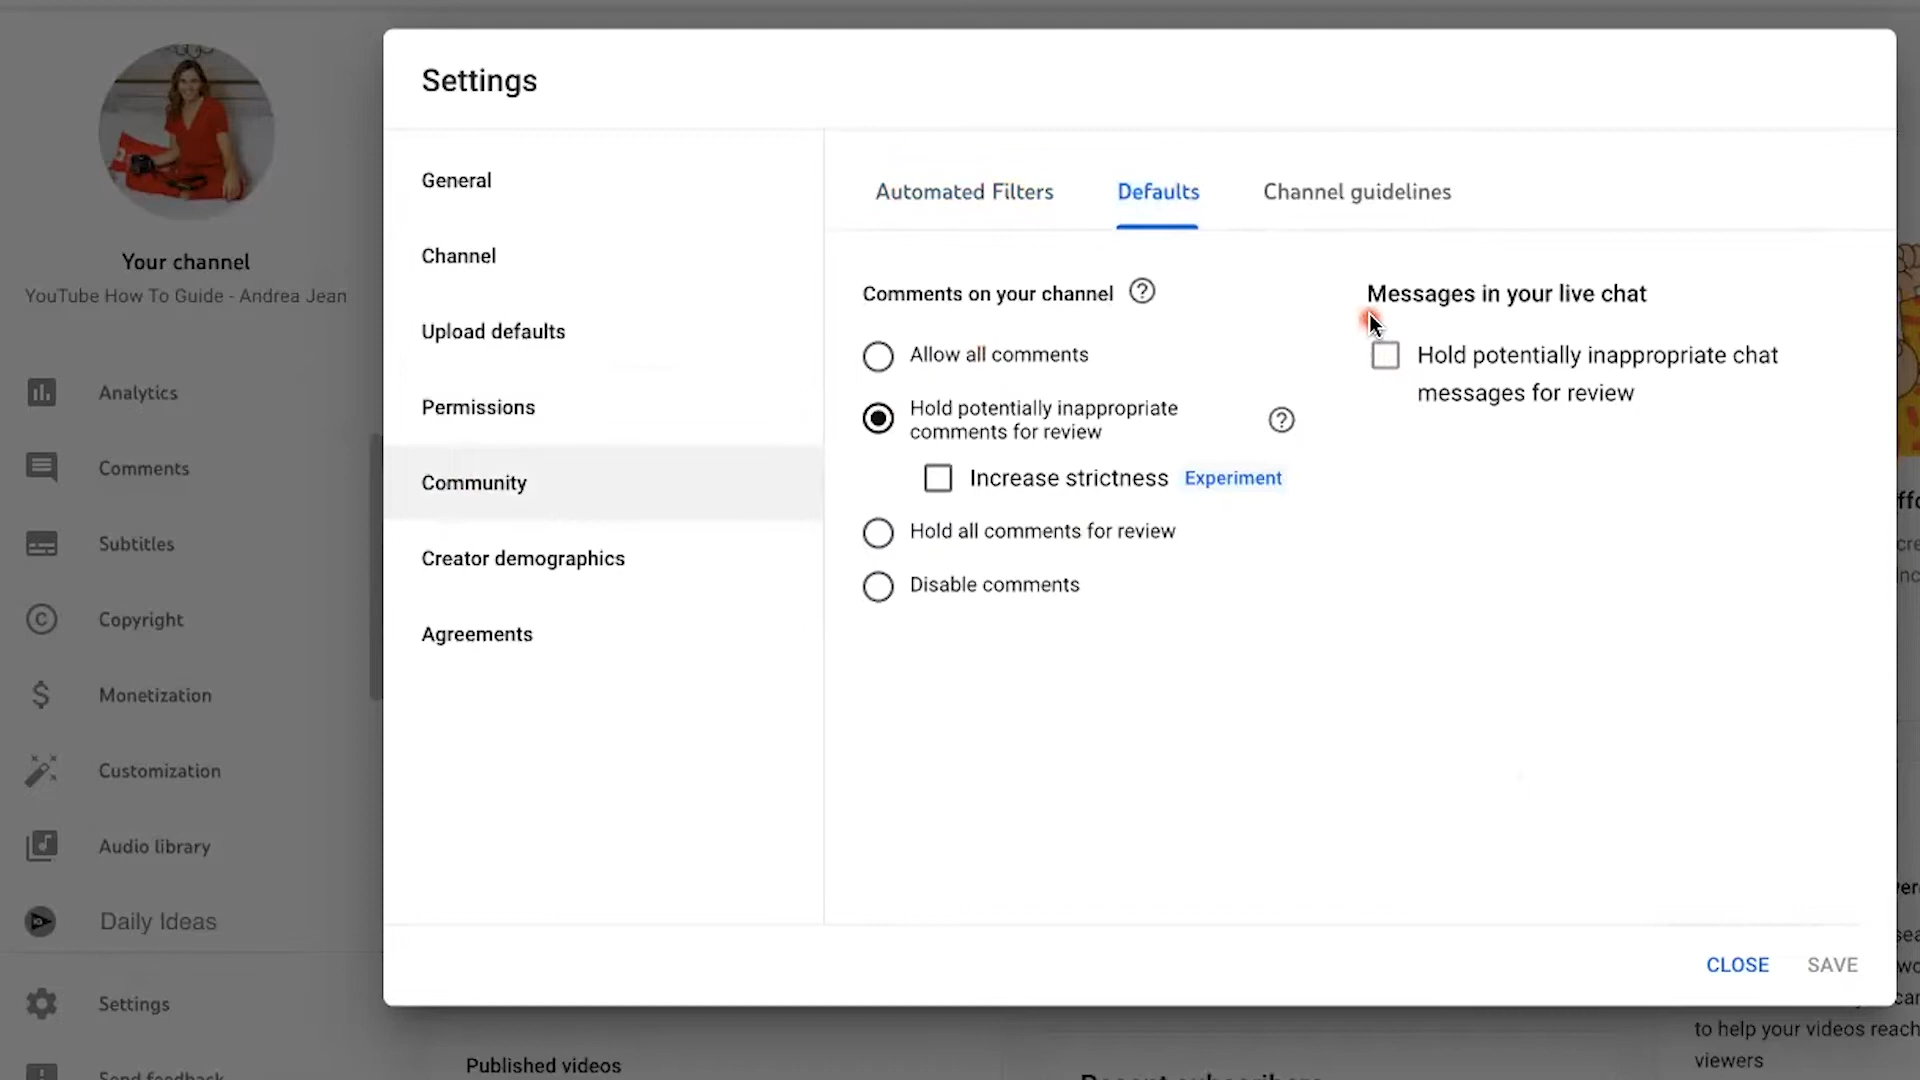 Settings
Your channel
YouTube How To Guide - Andrea Jean
Analytics
Comments
Subtitles
Copyright
Monetization
Customization
Audio library
Daily Ideas
Settings
General
Channel
Upload defaults
Permissions
Community
Creator demographics
Agreements
Automated Filters
Defaults
Channel guidelines
Comments on your channel
Allow all comments
Hold potentially inappropriate
comments for review
Increase strictness Experiment
Hold all comments for review
Disable comments
Messages in your live chat
Hold potentially inappropriate chat
messages for review
CLOSE
SAVE
Published videos
to help your videos reach
viewers